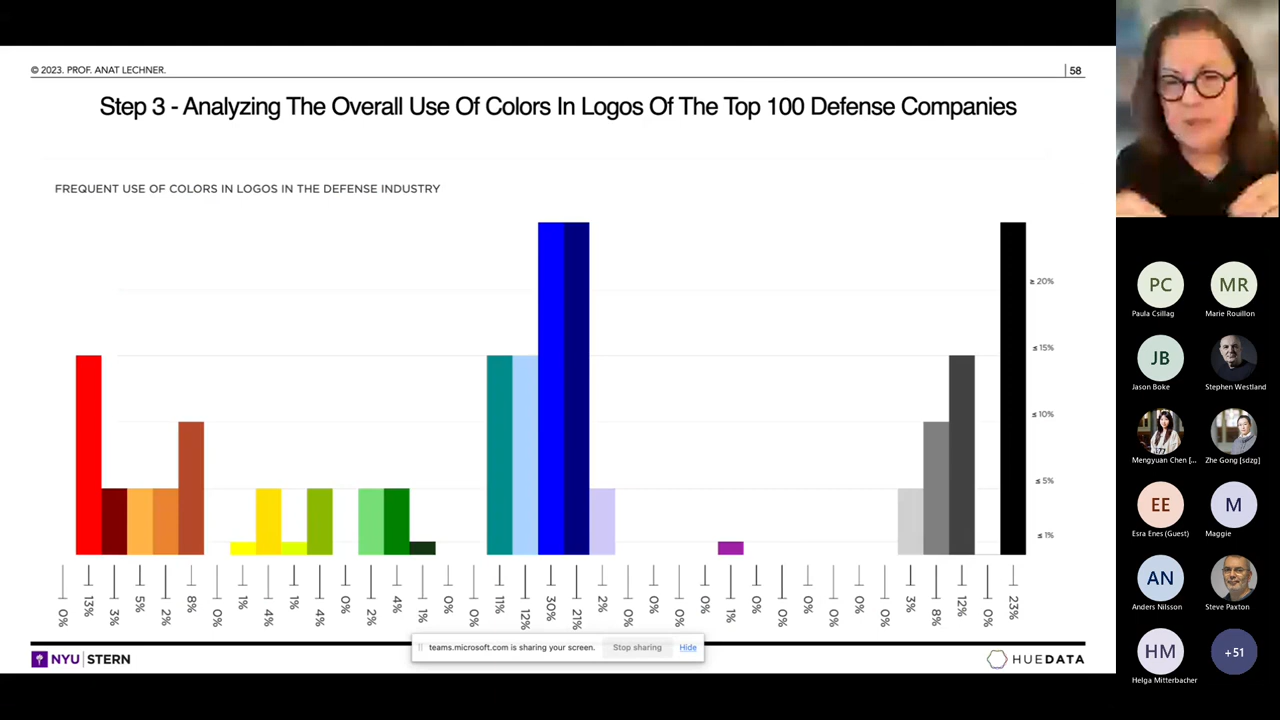 © 2023. PROF. ANAT LECHNER.
58
Step 3 - Analyzing The Overall Use Of Colors In Logos Of The Top 100 Defense Companies
FREQUENT USE OF COLORS IN LOGOS IN THE DEFENSE INDUSTRY
≥ 20%
≤ 15%
≤ 10%
≤ 5%
≤ 1%
0% 13% 3% 5% 2% 8% 0% 1% 4% 1% 4% 0% 2% 4% 1% 0% 0% 11% 12% 30% 21% 2% 0% 0% 0% 0% 1% 0% 0% 0% 0% 0% 0% 3% 8% 12% 0% 23%
teams.microsoft.com is sharing your screen. Stop sharing Hide
NYU STERN
HUEDATA
PC MR
Paula Csillag Marie Rouillon
JB
Jason Boke Stephen Westland
Mengyuan Chen [... Zhe Gong [sdzg]
EE M
Esra Enes (Guest) Maggie
AN
Anders Nilsson Steve Paxton
HM +51
Helga Mitterbacher